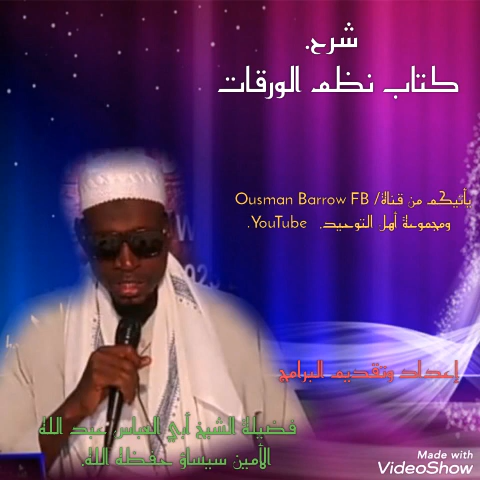 شرح.
كتاب نظم الورقات
يأتيكم من قناة/ Ousman Barrow FB
ومجموعة أهل التوحيد. YouTube.
إعداد وتقديم البرامج
فضيلة الشيخ أبي العباس عبد الله
الأمين سيساؤ حفظه الله.
Made with
VideoShow